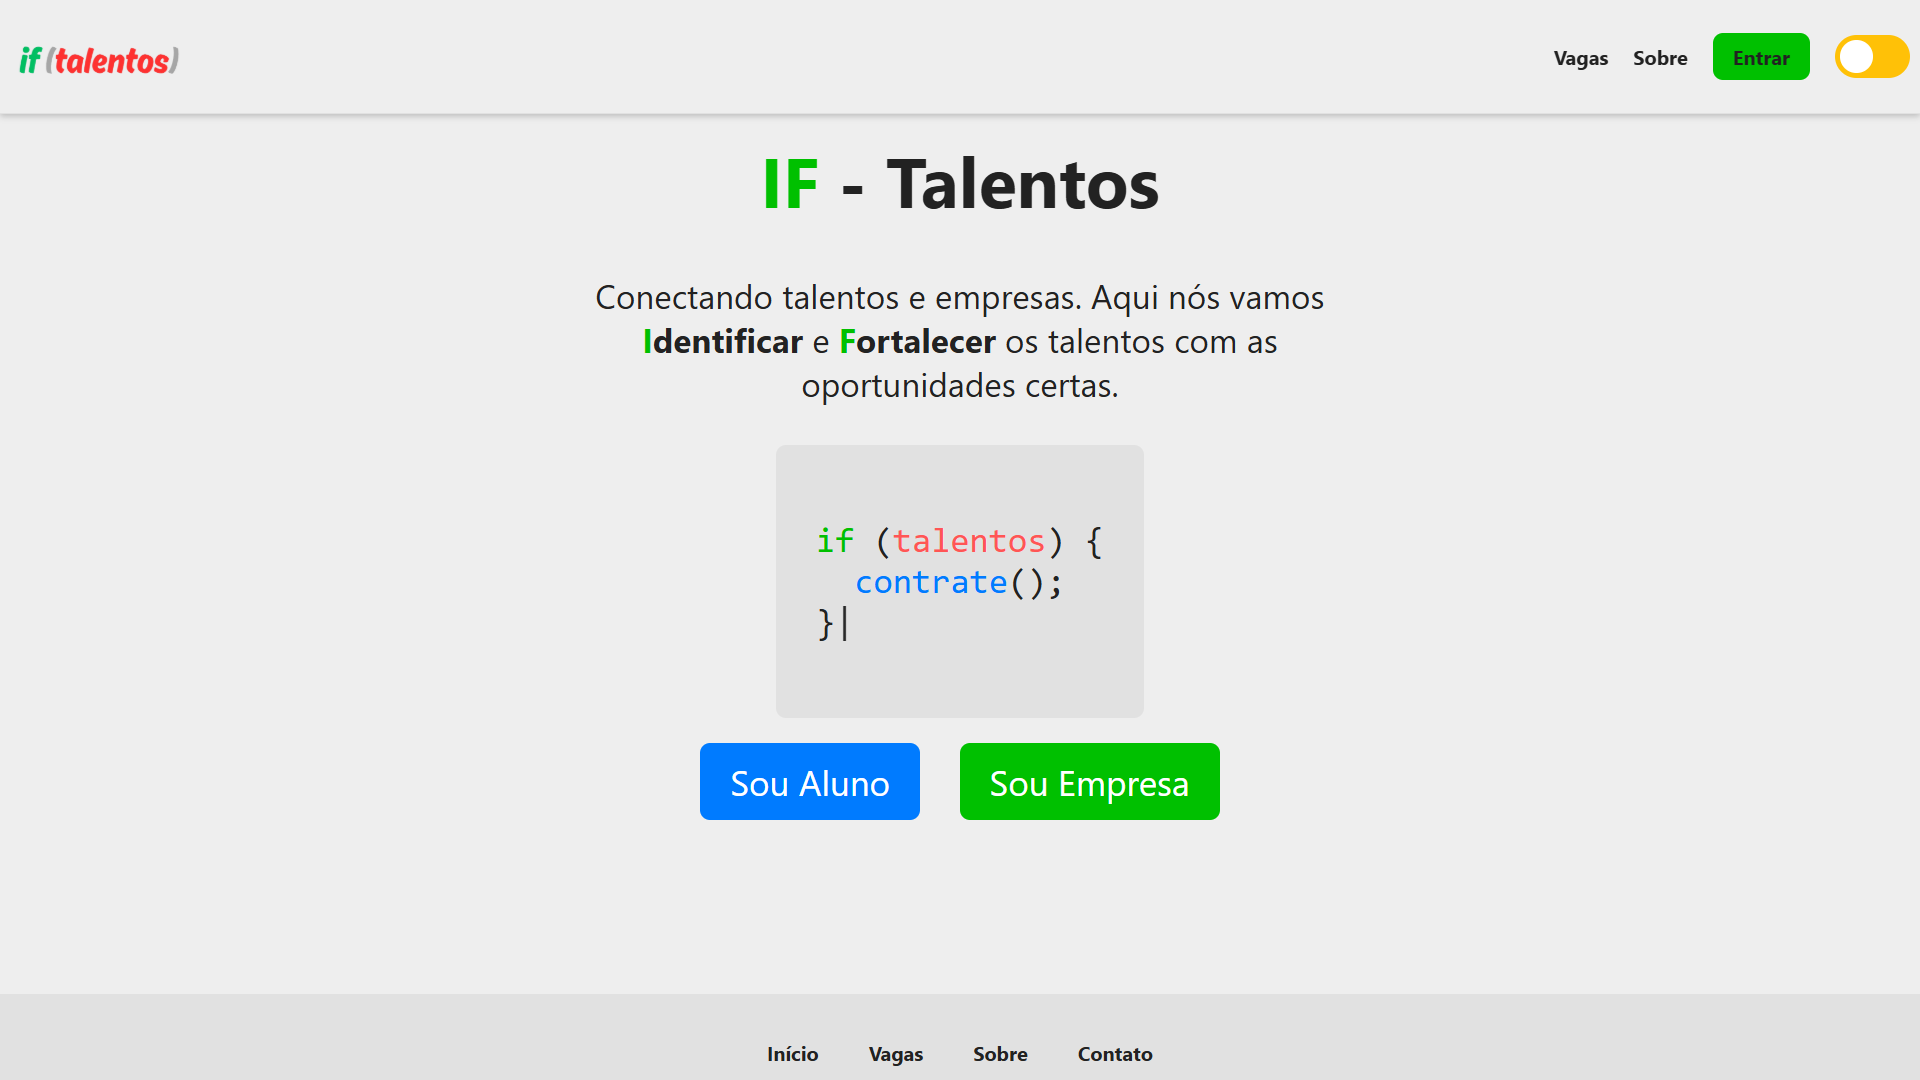 if (talentos)
Vagas
Sobre
Entrar
IF - Talentos
Conectando talentos e empresas. Aqui nós vamos
Identificar e Fortalecer os talentos com as
oportunidades certas.
if (talentos) {
  contrate();
}|
Sou Aluno
Sou Empresa
Início
Vagas
Sobre
Contato